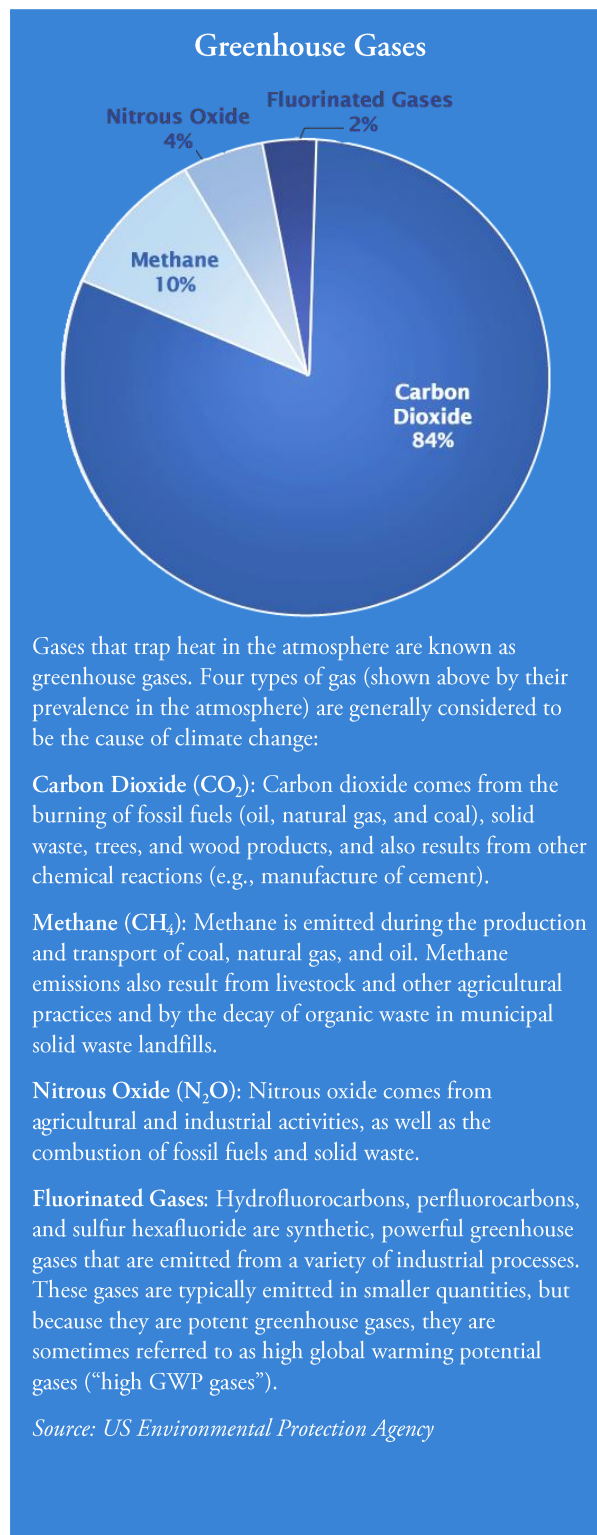 Greenhouse Gases
Fluorinated Gases
2%
Nitrous Oxide
4%
Methane
10%
Carbon
Dioxide
84%
Gases that trap heat in the atmosphere are known as
greenhouse gases. Four types of gas (shown above by their
prevalence in the atmosphere) are generally considered to
be the cause of climate change:
Carbon Dioxide (CO₂): Carbon dioxide comes from the
burning of fossil fuels (oil, natural gas, and coal), solid
waste, trees, and wood products, and also results from other
chemical reactions (e.g., manufacture of cement).
Methane (CH₄): Methane is emitted during the production
and transport of coal, natural gas, and oil. Methane
emissions also result from livestock and other agricultural
practices and by the decay of organic waste in municipal
solid waste landfills.
Nitrous Oxide (N₂O): Nitrous oxide comes from
agricultural and industrial activities, as well as the
combustion of fossil fuels and solid waste.
Fluorinated Gases: Hydrofluorocarbons, perfluorocarbons,
and sulfur hexafluoride are synthetic, powerful greenhouse
gases that are emitted from a variety of industrial processes.
These gases are typically emitted in smaller quantities, but
because they are potent greenhouse gases, they are
sometimes referred to as high global warming potential
gases (“high GWP gases”).
Source: US Environmental Protection Agency